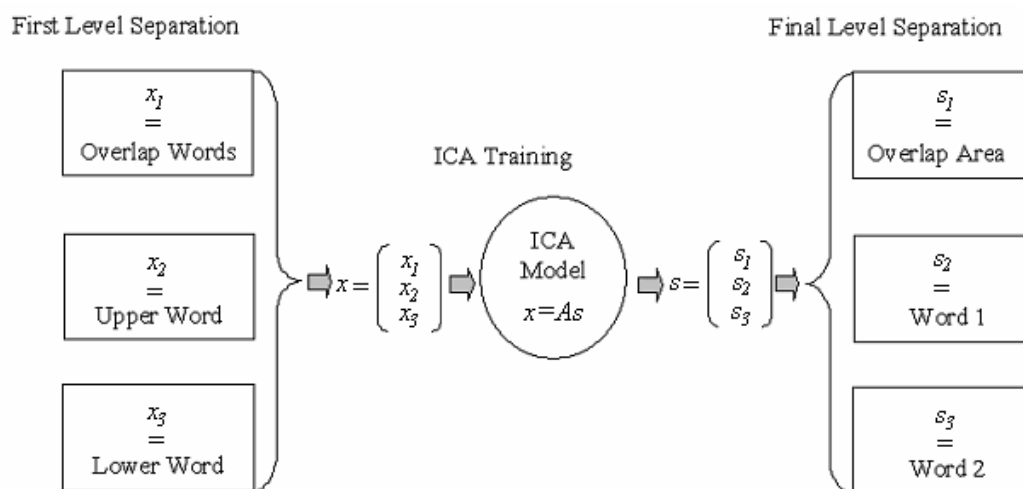 First Level Separation
x1
=
Overlap Words
x2
=
Upper Word
x3
=
Lower Word
x = ( x1
x2
x3 )
ICA Training
ICA
Model
x=As
s = ( s1
s2
s3 )
Final Level Separation
s1
=
Overlap Area
s2
=
Word 1
s3
=
Word 2